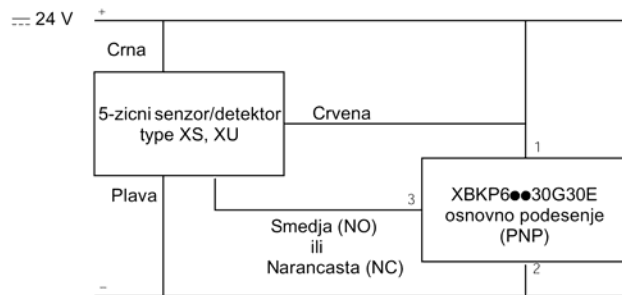 +
24 V
Crna
5-zicni senzor/detektor
type XS, XU
Crvena
1
Plava
3
XBKP6●●30G30E
osnovno podesenje
(PNP)
Smedja (NO)
ili
Narancasta (NC)
2
−